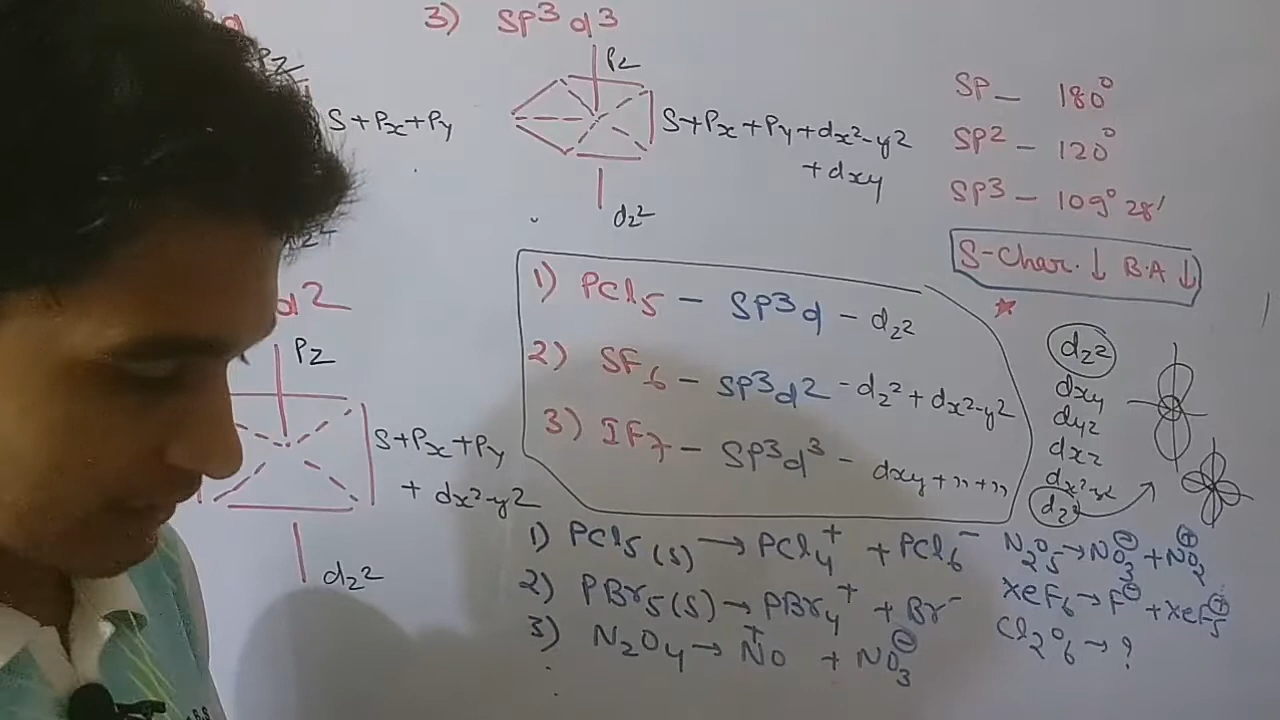 3) SP³d³
Pz
S+Px+Py
Pz
S+Px+Py+dx²-y²
+dxy
dz²
SP – 180°
SP² – 120°
SP³ – 109° 28'
S-Char. ↓ B.A ↓
d2
Pz
S+Px+Py
+ dx²-y²
dz²
1) PCl5 – SP³d – dz²
2) SF6 – SP³d² – dz²+dx²-y²
3) IF7 – SP³d³ – dxy+〃+〃
dz²
dxy
dyz
dxz
dx²-y²
dz²
1) PCl5(s) → PCl4⁺ + PCl6⁻
2) PBr5(s) → PBr4⁺ + Br⁻
3) N2O4 → N⁺O + NO3⊖
N2O5 → NO3⊖ + NO2⊕
XeF6 → F⊖ + XeF5⊕
Cl2O6 → ?